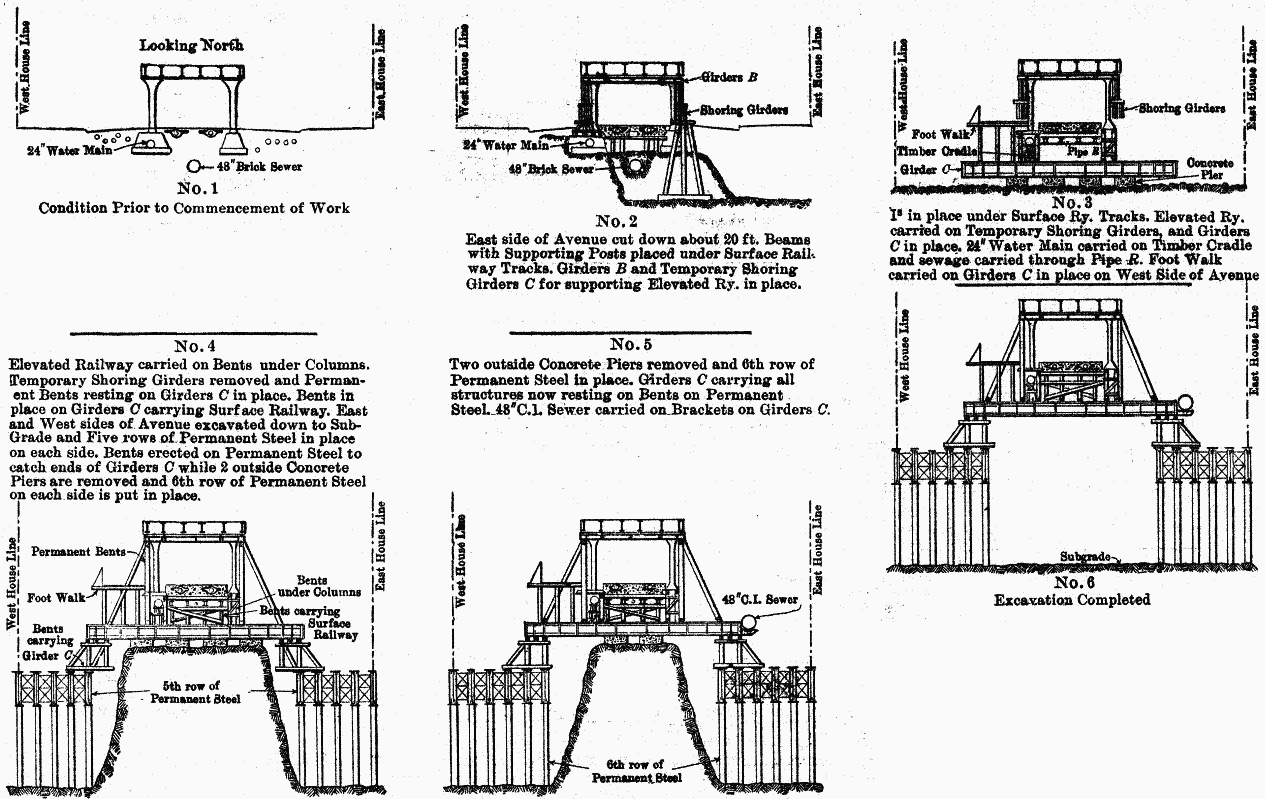 West House Line
Looking North
East House Line
24" Water Main
48" Brick Sewer
No. 1
Condition Prior to Commencement of Work
West House Line
Girders B
Shoring Girders
East House Line
24" Water Main
48" Brick Sewer
No. 2
East side of Avenue cut down about 20 ft. Beams
with Supporting Posts placed under Surface Rail-
way Tracks. Girders B and Temporary Shoring
Girders C for supporting Elevated Ry. in place.
West House Line
Shoring Girders
East House Line
Foot Walk
Timber Cradle
Pipe R
Girder C
Concrete
Pier
No. 3
Is in place under Surface Ry. Tracks. Elevated Ry.
carried on Temporary Shoring Girders, and Girders
C in place. 24" Water Main carried on Timber Cradle
and sewage carried through Pipe R. Foot Walk
carried on Girders C in place on West Side of Avenue
No. 4
Elevated Railway carried on Bents under Columns.
Temporary Shoring Girders removed and Perman-
ent Bents resting on Girders C in place. Bents in
place on Girders C carrying Surface Railway. East
and West sides of Avenue excavated down to Sub-
Grade and Five rows of Permanent Steel in place
on each side. Bents erected on Permanent Steel to
catch ends of Girders C while 2 outside Concrete
Piers are removed and 6th row of Permanent Steel
on each side is put in place.
West House Line
Permanent Bents
East House Line
Foot Walk
Bents
under Columns
Bents carrying
Surface
Railway
Bents
carrying
Girder C
5th row of
Permanent Steel
No. 5
Two outside Concrete Piers removed and 6th row of
Permanent Steel in place. Girders C carrying all
structures now resting on Bents on Permanent
Steel. 48" C.I. Sewer carried on Brackets on Girders C.
West House Line
East House Line
48" C.I. Sewer
6th row of
Permanent Steel
West House Line
East House Line
Subgrade
No. 6
Excavation Completed